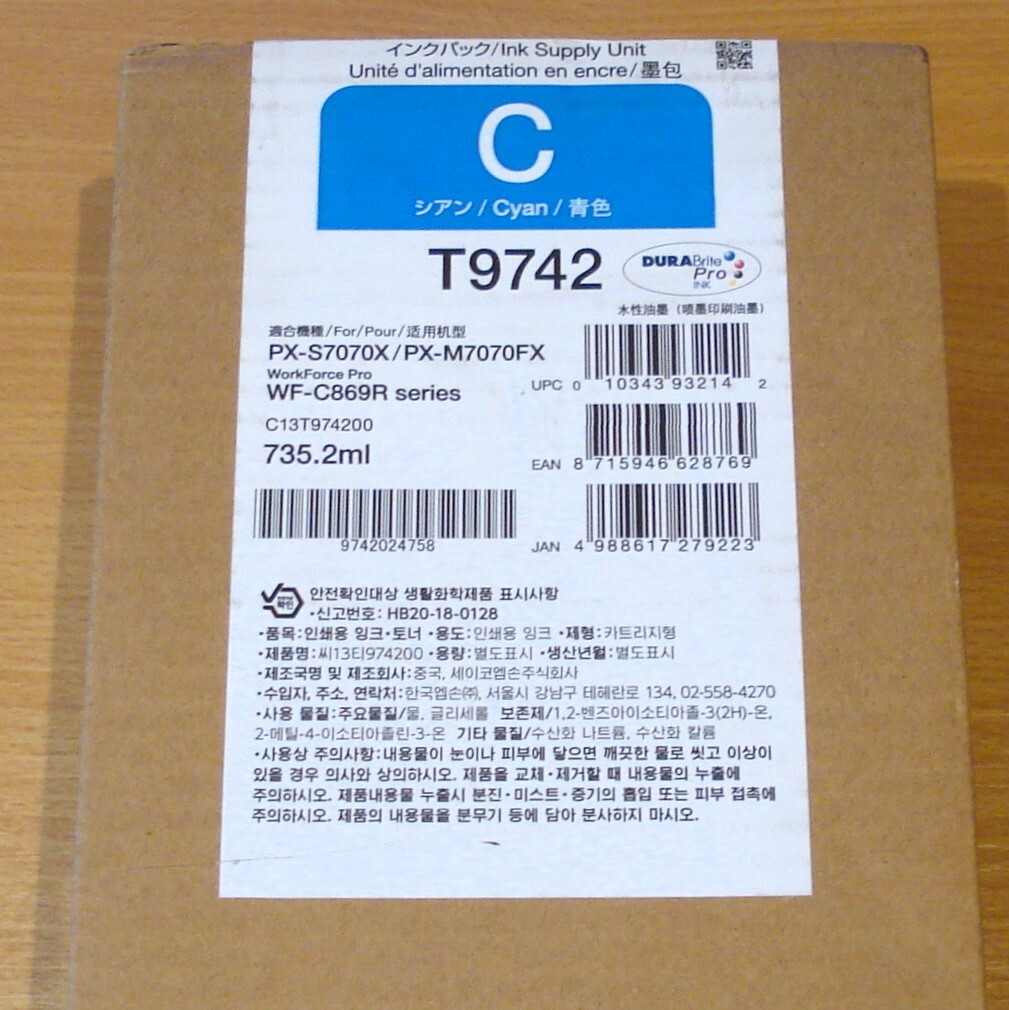 インクパック/Ink Supply Unit
Unité d'alimentation en encre/墨包
C
シアン / Cyan / 青色
T9742
DURABrite
Pro
INK
水性油墨（喷墨印刷油墨）
適合機種/For/Pour/适用机型
PX-S7070X/PX-M7070FX
WorkForce Pro
WF-C869R series
C13T974200
735.2ml
UPC 0 10343 93214 2
EAN 8 715946 628769
9742024758
JAN 4 988617 279223
확인
안전확인대상 생활화학제품 표시사항
•신고번호: HB20-18-0128
•품목:인쇄용 잉크•토너 •용도:인쇄용 잉크 •제형:카트리지형
•제품명:씨13티974200 •용량:별도표시 •생산년월:별도표시
•제조국명 및 제조회사:중국, 세이코엡손주식회사
•수입자, 주소, 연락처:한국엡손㈜, 서울시 강남구 테헤란로 134, 02-558-4270
•사용 물질:주요물질/물, 글리세롤 보존제/1,2-벤즈아이소티아졸-3(2H)-온,
2-메틸-4-이소티아졸린-3-온 기타 물질/수산화 나트륨, 수산화 칼륨
•사용상 주의사항:내용물이 눈이나 피부에 닿으면 깨끗한 물로 씻고 이상이
있을 경우 의사와 상의하시오. 제품을 교체•제거할 때 내용물의 누출에
주의하시오. 제품내용물 누출시 분진•미스트•증기의 흡입 또는 피부 접촉에
주의하시오. 제품의 내용물을 분무기 등에 담아 분사하지 마시오.